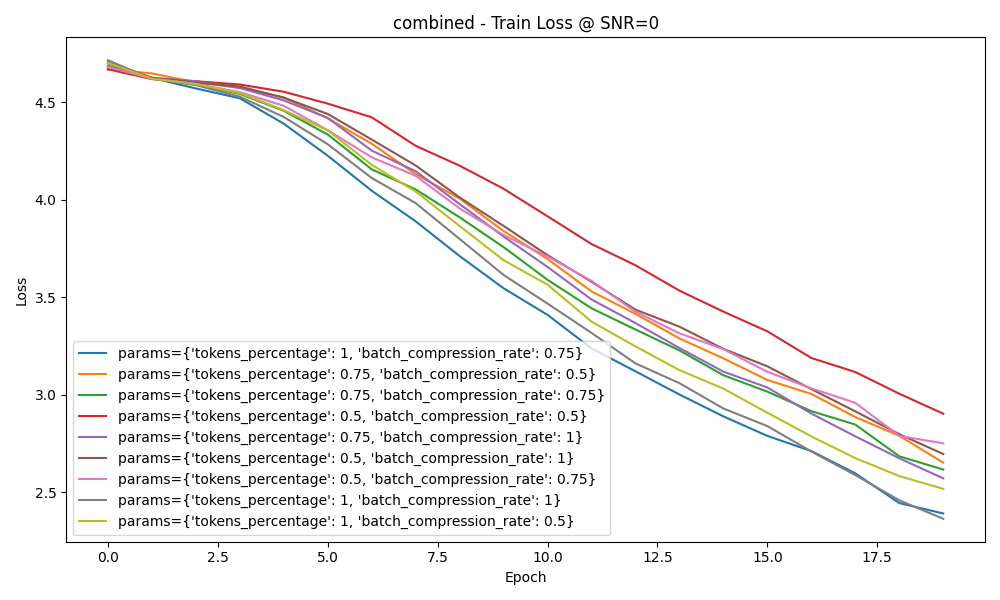 combined - Train Loss @ SNR=0
Loss
4.5
4.0
3.5
3.0
2.5
params={'tokens_percentage': 1, 'batch_compression_rate': 0.75}
params={'tokens_percentage': 0.75, 'batch_compression_rate': 0.5}
params={'tokens_percentage': 0.75, 'batch_compression_rate': 0.75}
params={'tokens_percentage': 0.5, 'batch_compression_rate': 0.5}
params={'tokens_percentage': 0.75, 'batch_compression_rate': 1}
params={'tokens_percentage': 0.5, 'batch_compression_rate': 1}
params={'tokens_percentage': 0.5, 'batch_compression_rate': 0.75}
params={'tokens_percentage': 1, 'batch_compression_rate': 1}
params={'tokens_percentage': 1, 'batch_compression_rate': 0.5}
0.0 2.5 5.0 7.5 10.0 12.5 15.0 17.5
Epoch